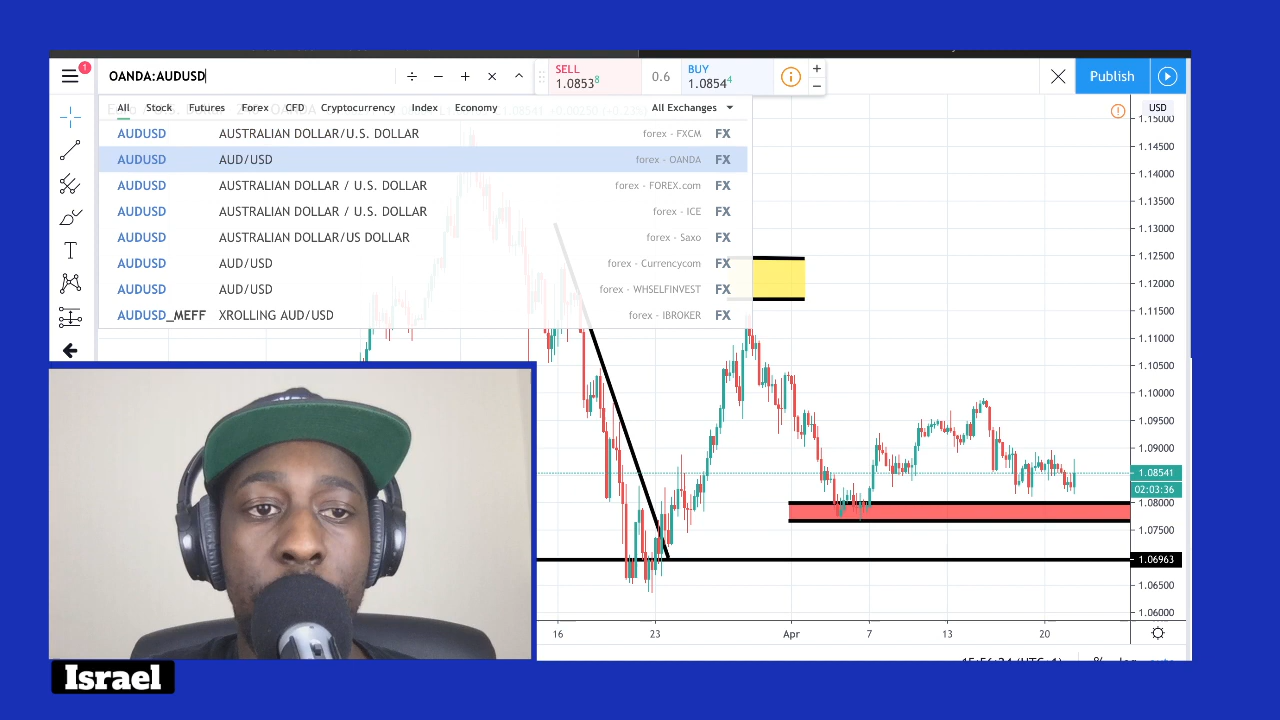 1
OANDA:AUDUSD
SELL
1.0853⁸
0.6
BUY
1.0854⁴
Publish
All Stock Futures Forex CFD Cryptocurrency Index Economy All Exchanges
AUDUSD AUSTRALIAN DOLLAR/U.S. DOLLAR forex - FXCM FX
AUDUSD AUD/USD forex - OANDA FX
AUDUSD AUSTRALIAN DOLLAR / U.S. DOLLAR forex - FOREX.com FX
AUDUSD AUSTRALIAN DOLLAR / U.S. DOLLAR forex - ICE FX
AUDUSD AUSTRALIAN DOLLAR/US DOLLAR forex - Saxo FX
AUDUSD AUD/USD forex - Currencycom FX
AUDUSD AUD/USD forex - WHSELFINVEST FX
AUDUSD_MEFF XROLLING AUD/USD forex - IBROKER FX
USD
1.15000
1.14500
1.14000
1.13500
1.13000
1.12500
1.12000
1.11500
1.11000
1.10500
1.10000
1.09500
1.09000
1.08541
02:03:36
1.08000
1.07500
1.06963
1.06500
1.06000
16 23 Apr 7 13 20
Israel